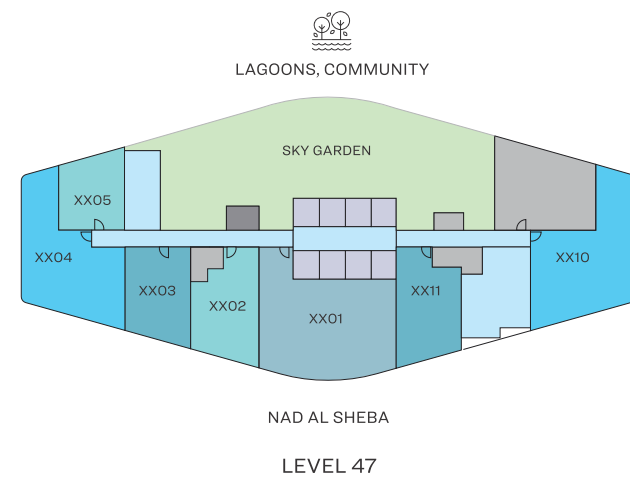 LAGOONS, COMMUNITY
SKY GARDEN
XX05
XX04
XX10
XX03
XX11
XX02
XX01
NAD AL SHEBA
LEVEL 47